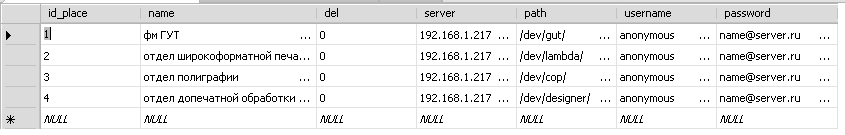 id_place name del server path username password
1 фм ГУТ ... 0 192.168.1.217 ... /dev/gut/ ... anonymous ... name@server.ru ...
2 отдел широкоформатной печа... 0 192.168.1.217 ... /dev/lambda/ ... anonymous ... name@server.ru ...
3 отдел полиграфии ... 0 192.168.1.217 ... /dev/cop/ ... anonymous ... name@server.ru ...
4 отдел допечатной обработки ... 0 192.168.1.217 ... /dev/designer/ ... anonymous ... name@server.ru ...
NULL NULL NULL NULL NULL NULL NULL